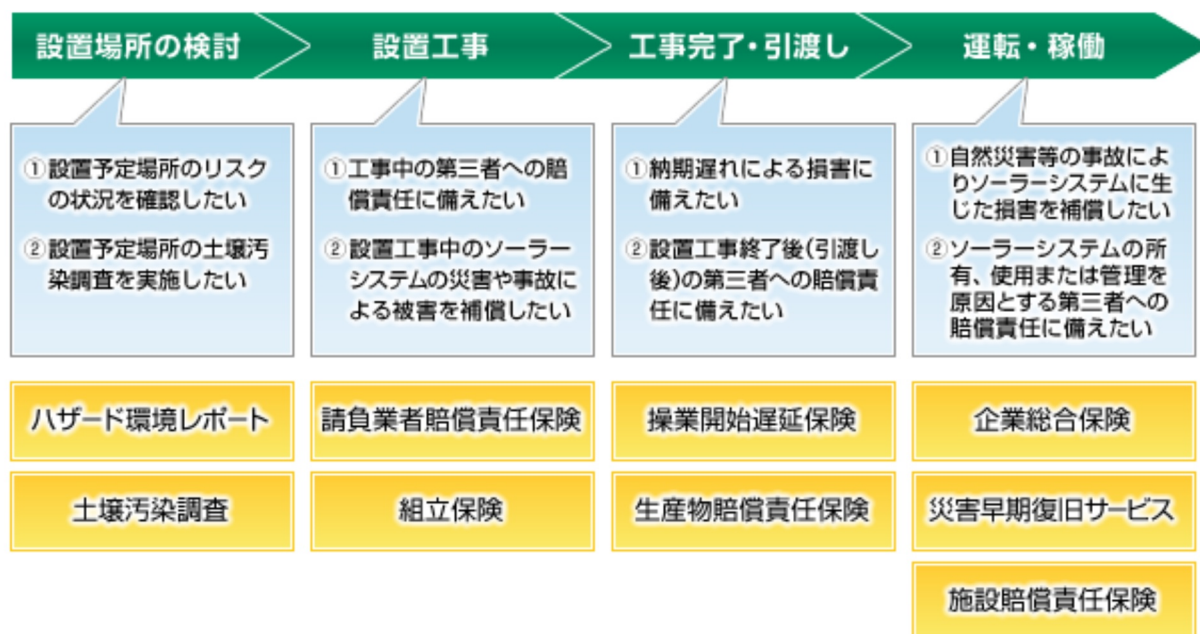 設置場所の検討
設置工事
工事完了・引渡し
運転・稼働
①設置予定場所のリスク
の状況を確認したい
②設置予定場所の土壌汚
染調査を実施したい
①工事中の第三者への賠
償責任に備えたい
②設置工事中のソーラー
システムの災害や事故に
よる被害を補償したい
①納期遅れによる損害に
備えたい
②設置工事終了後(引渡し
後)の第三者への賠償責
任に備えたい
①自然災害等の事故によ
りソーラーシステムに生
じた損害を補償したい
②ソーラーシステムの所
有、使用または管理を
原因とする第三者への
賠償責任に備えたい
ハザード環境レポート
請負業者賠償責任保険
操業開始遅延保険
企業総合保険
土壌汚染調査
組立保険
生産物賠償責任保険
災害早期復旧サービス
施設賠償責任保険